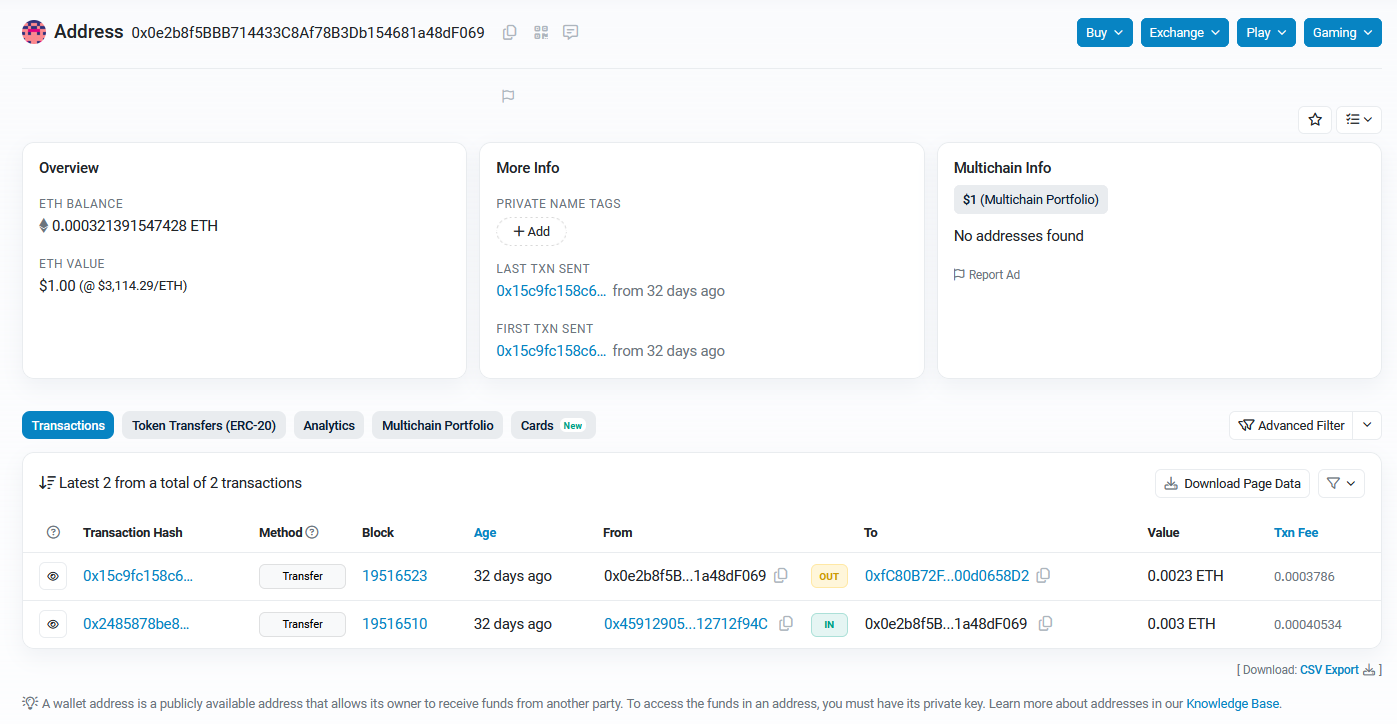 Address 0x0e2b8f5BBB714433C8Af78B3Db154681a48dF069 Buy Exchange Play Gaming
Overview
ETH BALANCE
0.000321391547428 ETH
ETH VALUE
$1.00 (@ $3,114.29/ETH)
More Info
PRIVATE NAME TAGS
+ Add
LAST TXN SENT
0x15c9fc158c6... from 32 days ago
FIRST TXN SENT
0x15c9fc158c6... from 32 days ago
Multichain Info
$1 (Multichain Portfolio)
No addresses found
Report Ad
Transactions Token Transfers (ERC-20) Analytics Multichain Portfolio Cards New Advanced Filter
Latest 2 from a total of 2 transactions Download Page Data
? Transaction Hash Method ? Block Age From To Value Txn Fee
0x15c9fc158c6... Transfer 19516523 32 days ago 0x0e2b8f5B...1a48dF069 OUT 0xfC80B72F...00d0658D2 0.0023 ETH 0.0003786
0x2485878be8... Transfer 19516510 32 days ago 0x45912905...12712f94C IN 0x0e2b8f5B...1a48dF069 0.003 ETH 0.00040534
[ Download: CSV Export ]
A wallet address is a publicly available address that allows its owner to receive funds from another party. To access the funds in an address, you must have its private key. Learn more about addresses in our Knowledge Base.